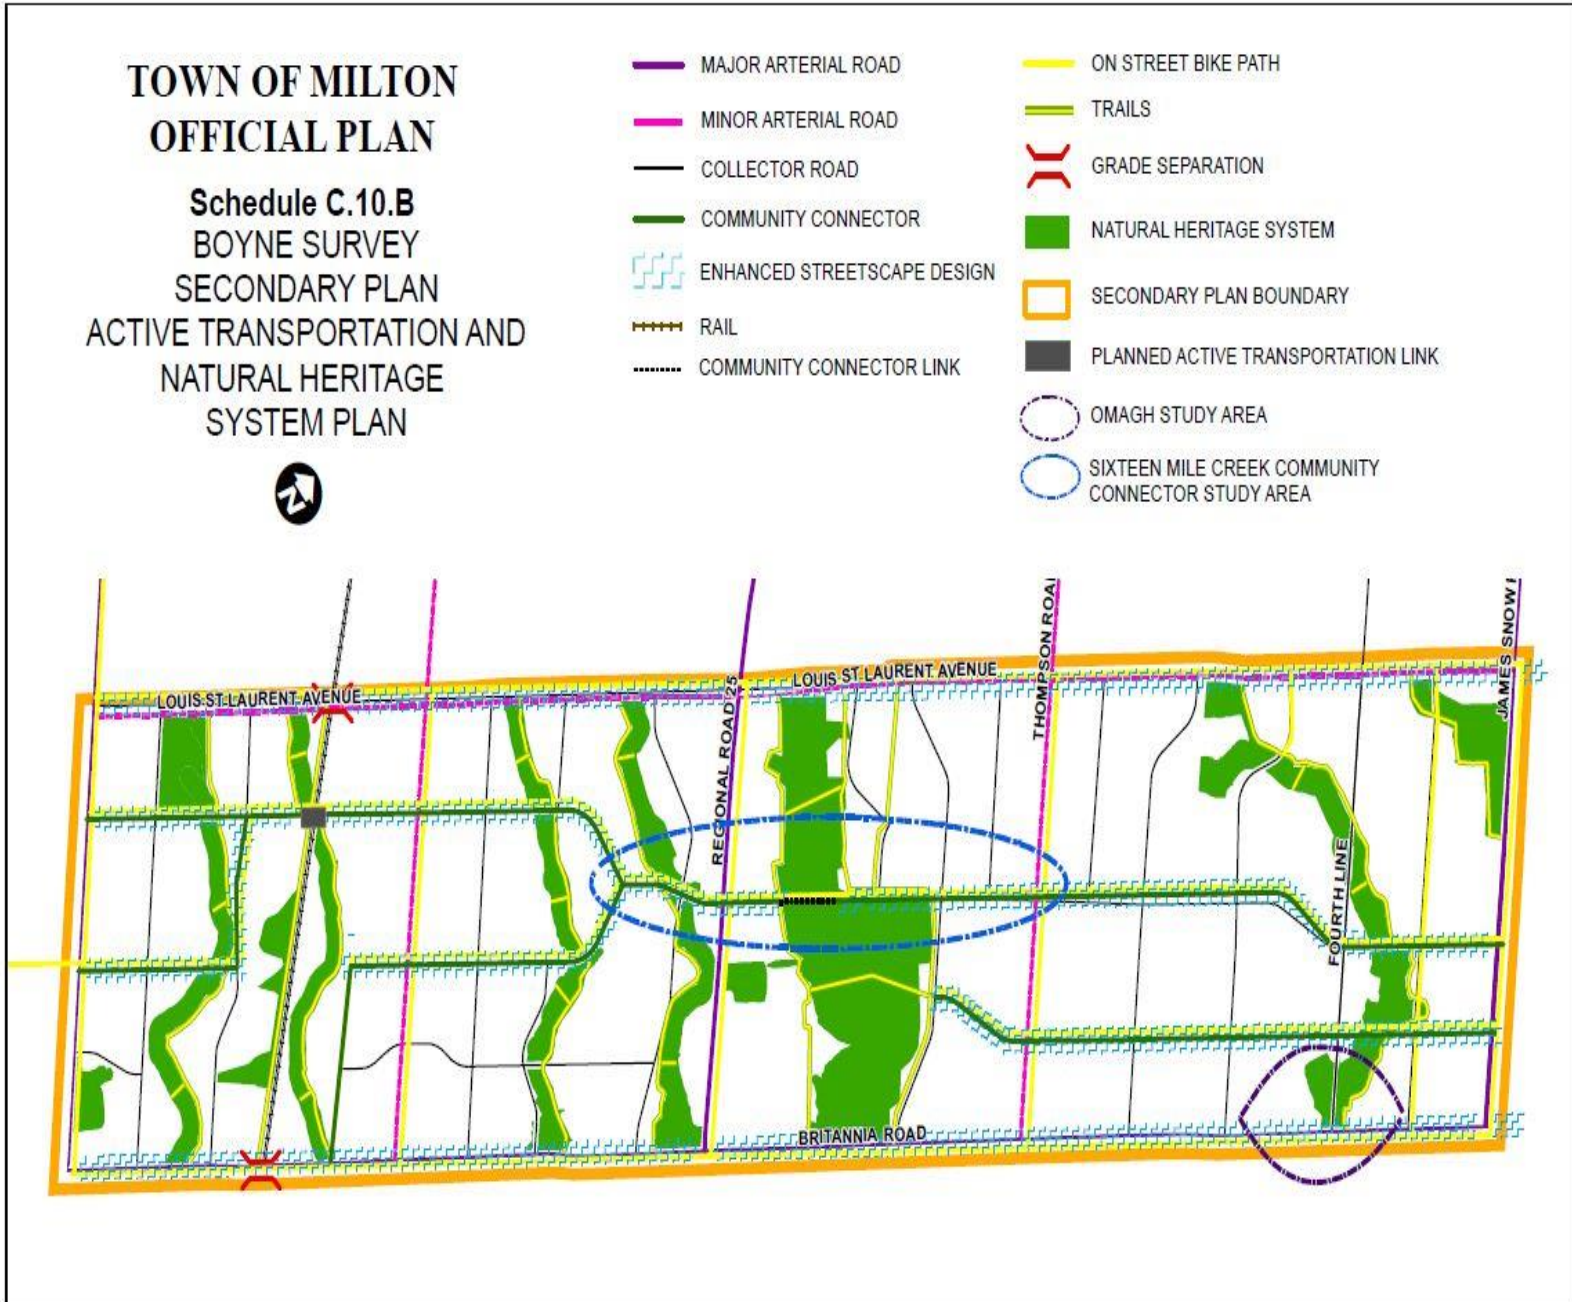 TOWN OF MILTON
OFFICIAL PLAN
Schedule C.10.B
BOYNE SURVEY
SECONDARY PLAN
ACTIVE TRANSPORTATION AND
NATURAL HERITAGE
SYSTEM PLAN
N
MAJOR ARTERIAL ROAD
MINOR ARTERIAL ROAD
COLLECTOR ROAD
COMMUNITY CONNECTOR
ENHANCED STREETSCAPE DESIGN
RAIL
COMMUNITY CONNECTOR LINK
ON STREET BIKE PATH
TRAILS
GRADE SEPARATION
NATURAL HERITAGE SYSTEM
SECONDARY PLAN BOUNDARY
PLANNED ACTIVE TRANSPORTATION LINK
OMAGH STUDY AREA
SIXTEEN MILE CREEK COMMUNITY
CONNECTOR STUDY AREA
LOUIS ST. LAURENT AVENUE
LOUIS ST. LAURENT AVENUE
REGIONAL ROAD 25
THOMPSON ROA
FOURTH LINE
JAMES SNOW
BRITANNIA ROAD